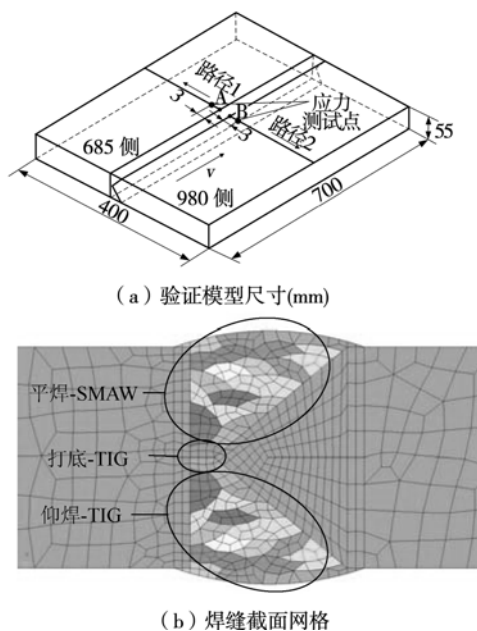 路径1
A
3
B
应力
测试点
3
路径2
685 侧
v
980 侧
55
400
700
（a）验证模型尺寸(mm)
平焊-SMAW
打底-TIG
仰焊-TIG
（b）焊缝截面网格